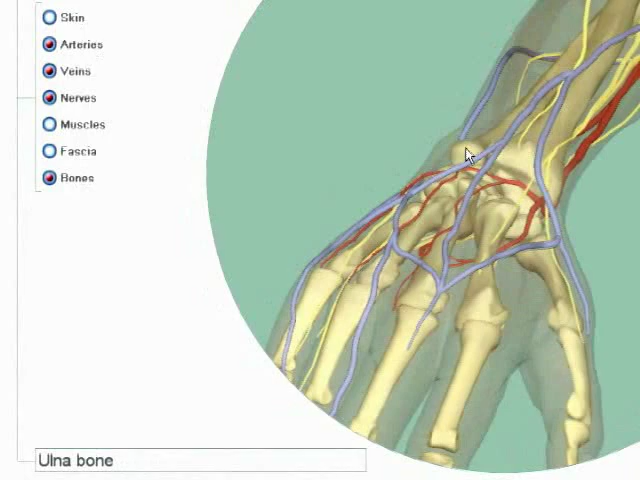 Skin
Arteries
Veins
Nerves
Muscles
Fascia
Bones
Ulna bone